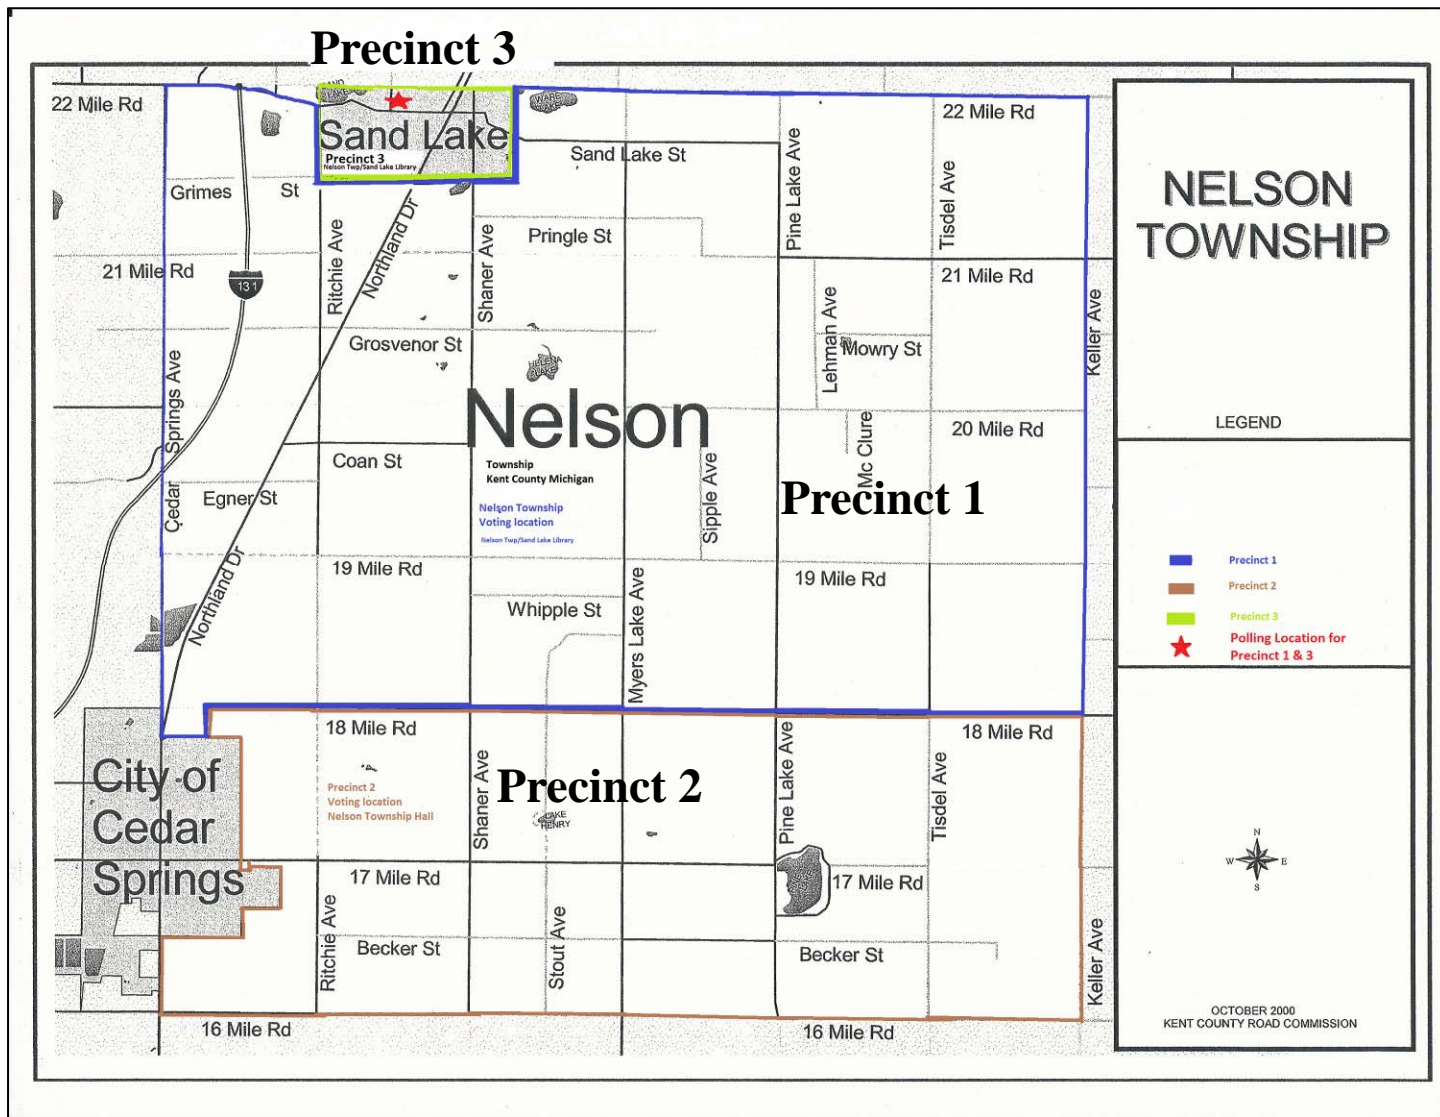 Precinct 3
22 Mile Rd
22 Mile Rd
Sand Lake
Precinct 3
Nelson Twp/Sand Lake Library
Sand Lake St
Grimes St
Pine Lake Ave
Tisdel Ave
Northland Dr
Ritchie Ave
Shaner Ave
Pringle St
21 Mile Rd
131
21 Mile Rd
Grosvenor St
HELENA
LAKE
Lehman Ave
Mowry St
Keller Ave
Cedar Springs Ave
Nelson
Mc Clure
20 Mile Rd
Coan St
Township
Kent County Michigan
Egner St
Nelson Township
Voting location
Nelson Twp/Sand Lake Library
Sipple Ave
Precinct 1
Northland Dr
19 Mile Rd
19 Mile Rd
Whipple St
Myers Lake Ave
18 Mile Rd
18 Mile Rd
City of
Cedar
Springs
Precinct 2
Voting location
Nelson Township Hall
Shaner Ave
Precinct 2
LAKE
HENRY
Pine Lake Ave
Tisdel Ave
17 Mile Rd
17 Mile Rd
Ritchie Ave
Becker St
Stout Ave
Becker St
Keller Ave
16 Mile Rd
16 Mile Rd
NELSON
TOWNSHIP
LEGEND
Precinct 1
Precinct 2
Precinct 3
Polling Location for
Precinct 1 & 3
N
W E
S
OCTOBER 2000
KENT COUNTY ROAD COMMISSION